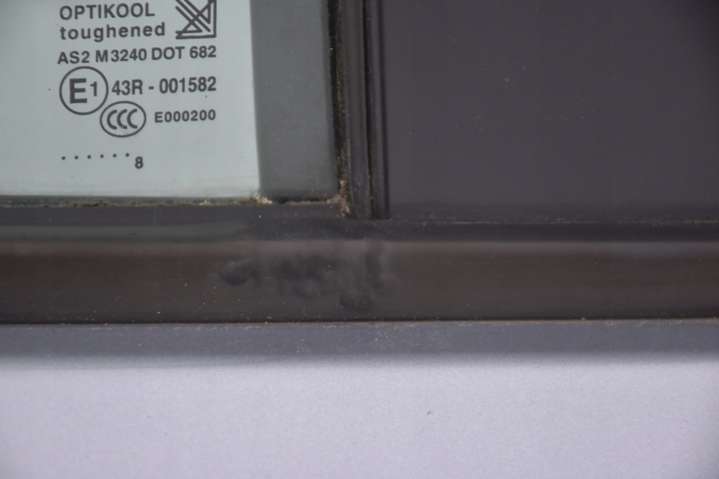 OPTIKOOL
toughened
AS2 M3240 DOT 682
E1 43R - 001582
CCC E000200
. . . . . . 8